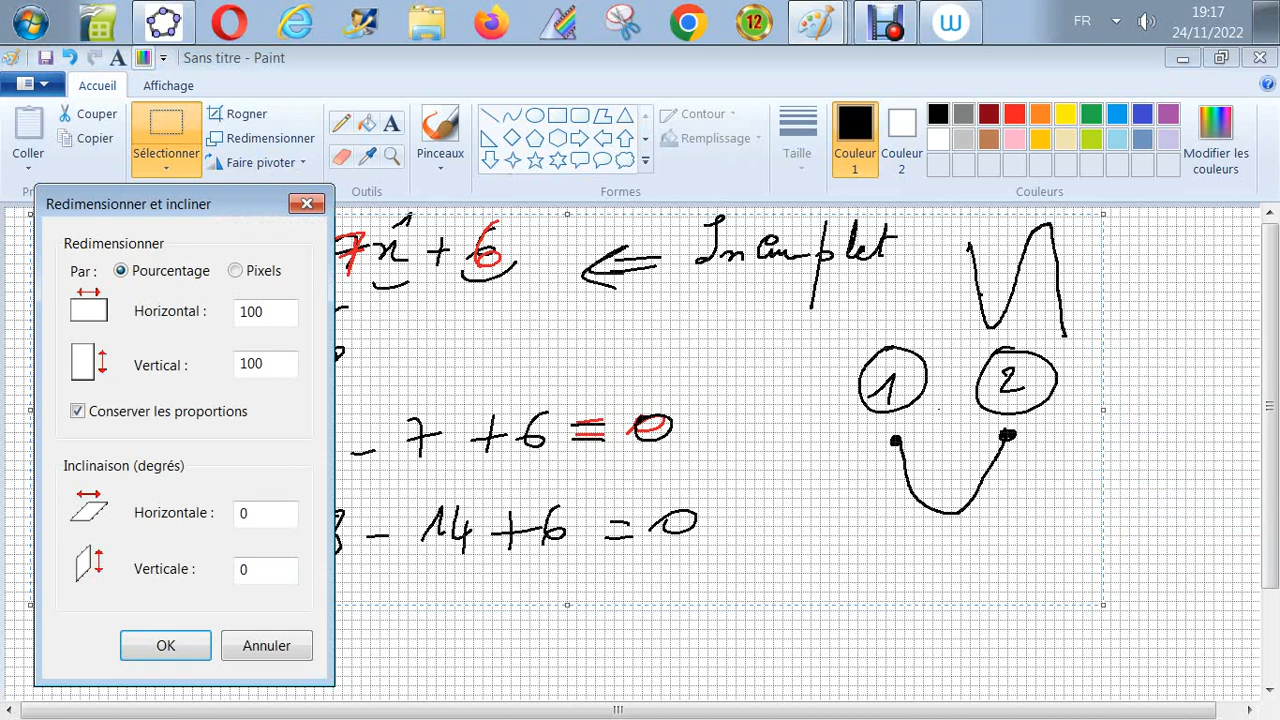 FR
19:17
24/11/2022
12
W
Sans titre - Paint
Accueil
Affichage
Coller
Couper
Copier
Sélectionner
Rogner
Redimensionner
Faire pivoter
Outils
Pinceaux
Contour
Remplissage
Formes
Taille
Couleur 1
Couleur 2
Modifier les couleurs
Couleurs
Redimensionner et incliner
Redimensionner
Par : Pourcentage Pixels
Horizontal : 100
Vertical : 100
Conserver les proportions
Inclinaison (degrés)
Horizontale : 0
Verticale : 0
OK Annuler
7x¹ + 6 ⇐ Incomplet
1 2
- 7 + 6 = 0
8 - 14 + 6 = 0